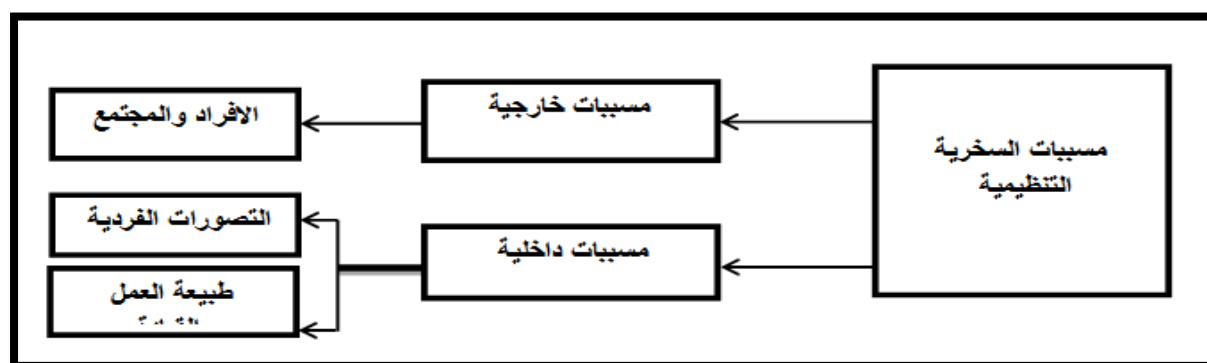 مسببات السخرية
التنظيمية
مسببات خارجية
الافراد والمجتمع
مسببات داخلية
التصورات الفردية
طبيعة العمل